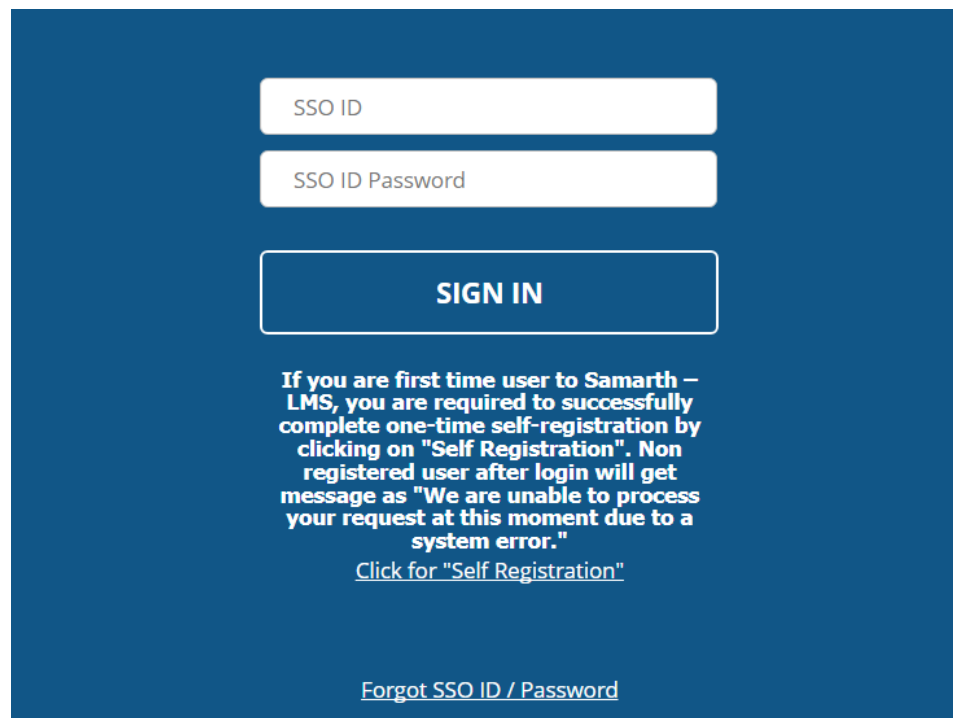 SSO ID
SSO ID Password
SIGN IN
If you are first time user to Samarth –
LMS, you are required to successfully
complete one-time self-registration by
clicking on "Self Registration". Non
registered user after login will get
message as "We are unable to process
your request at this moment due to a
system error."
Click for "Self Registration"
Forgot SSO ID / Password